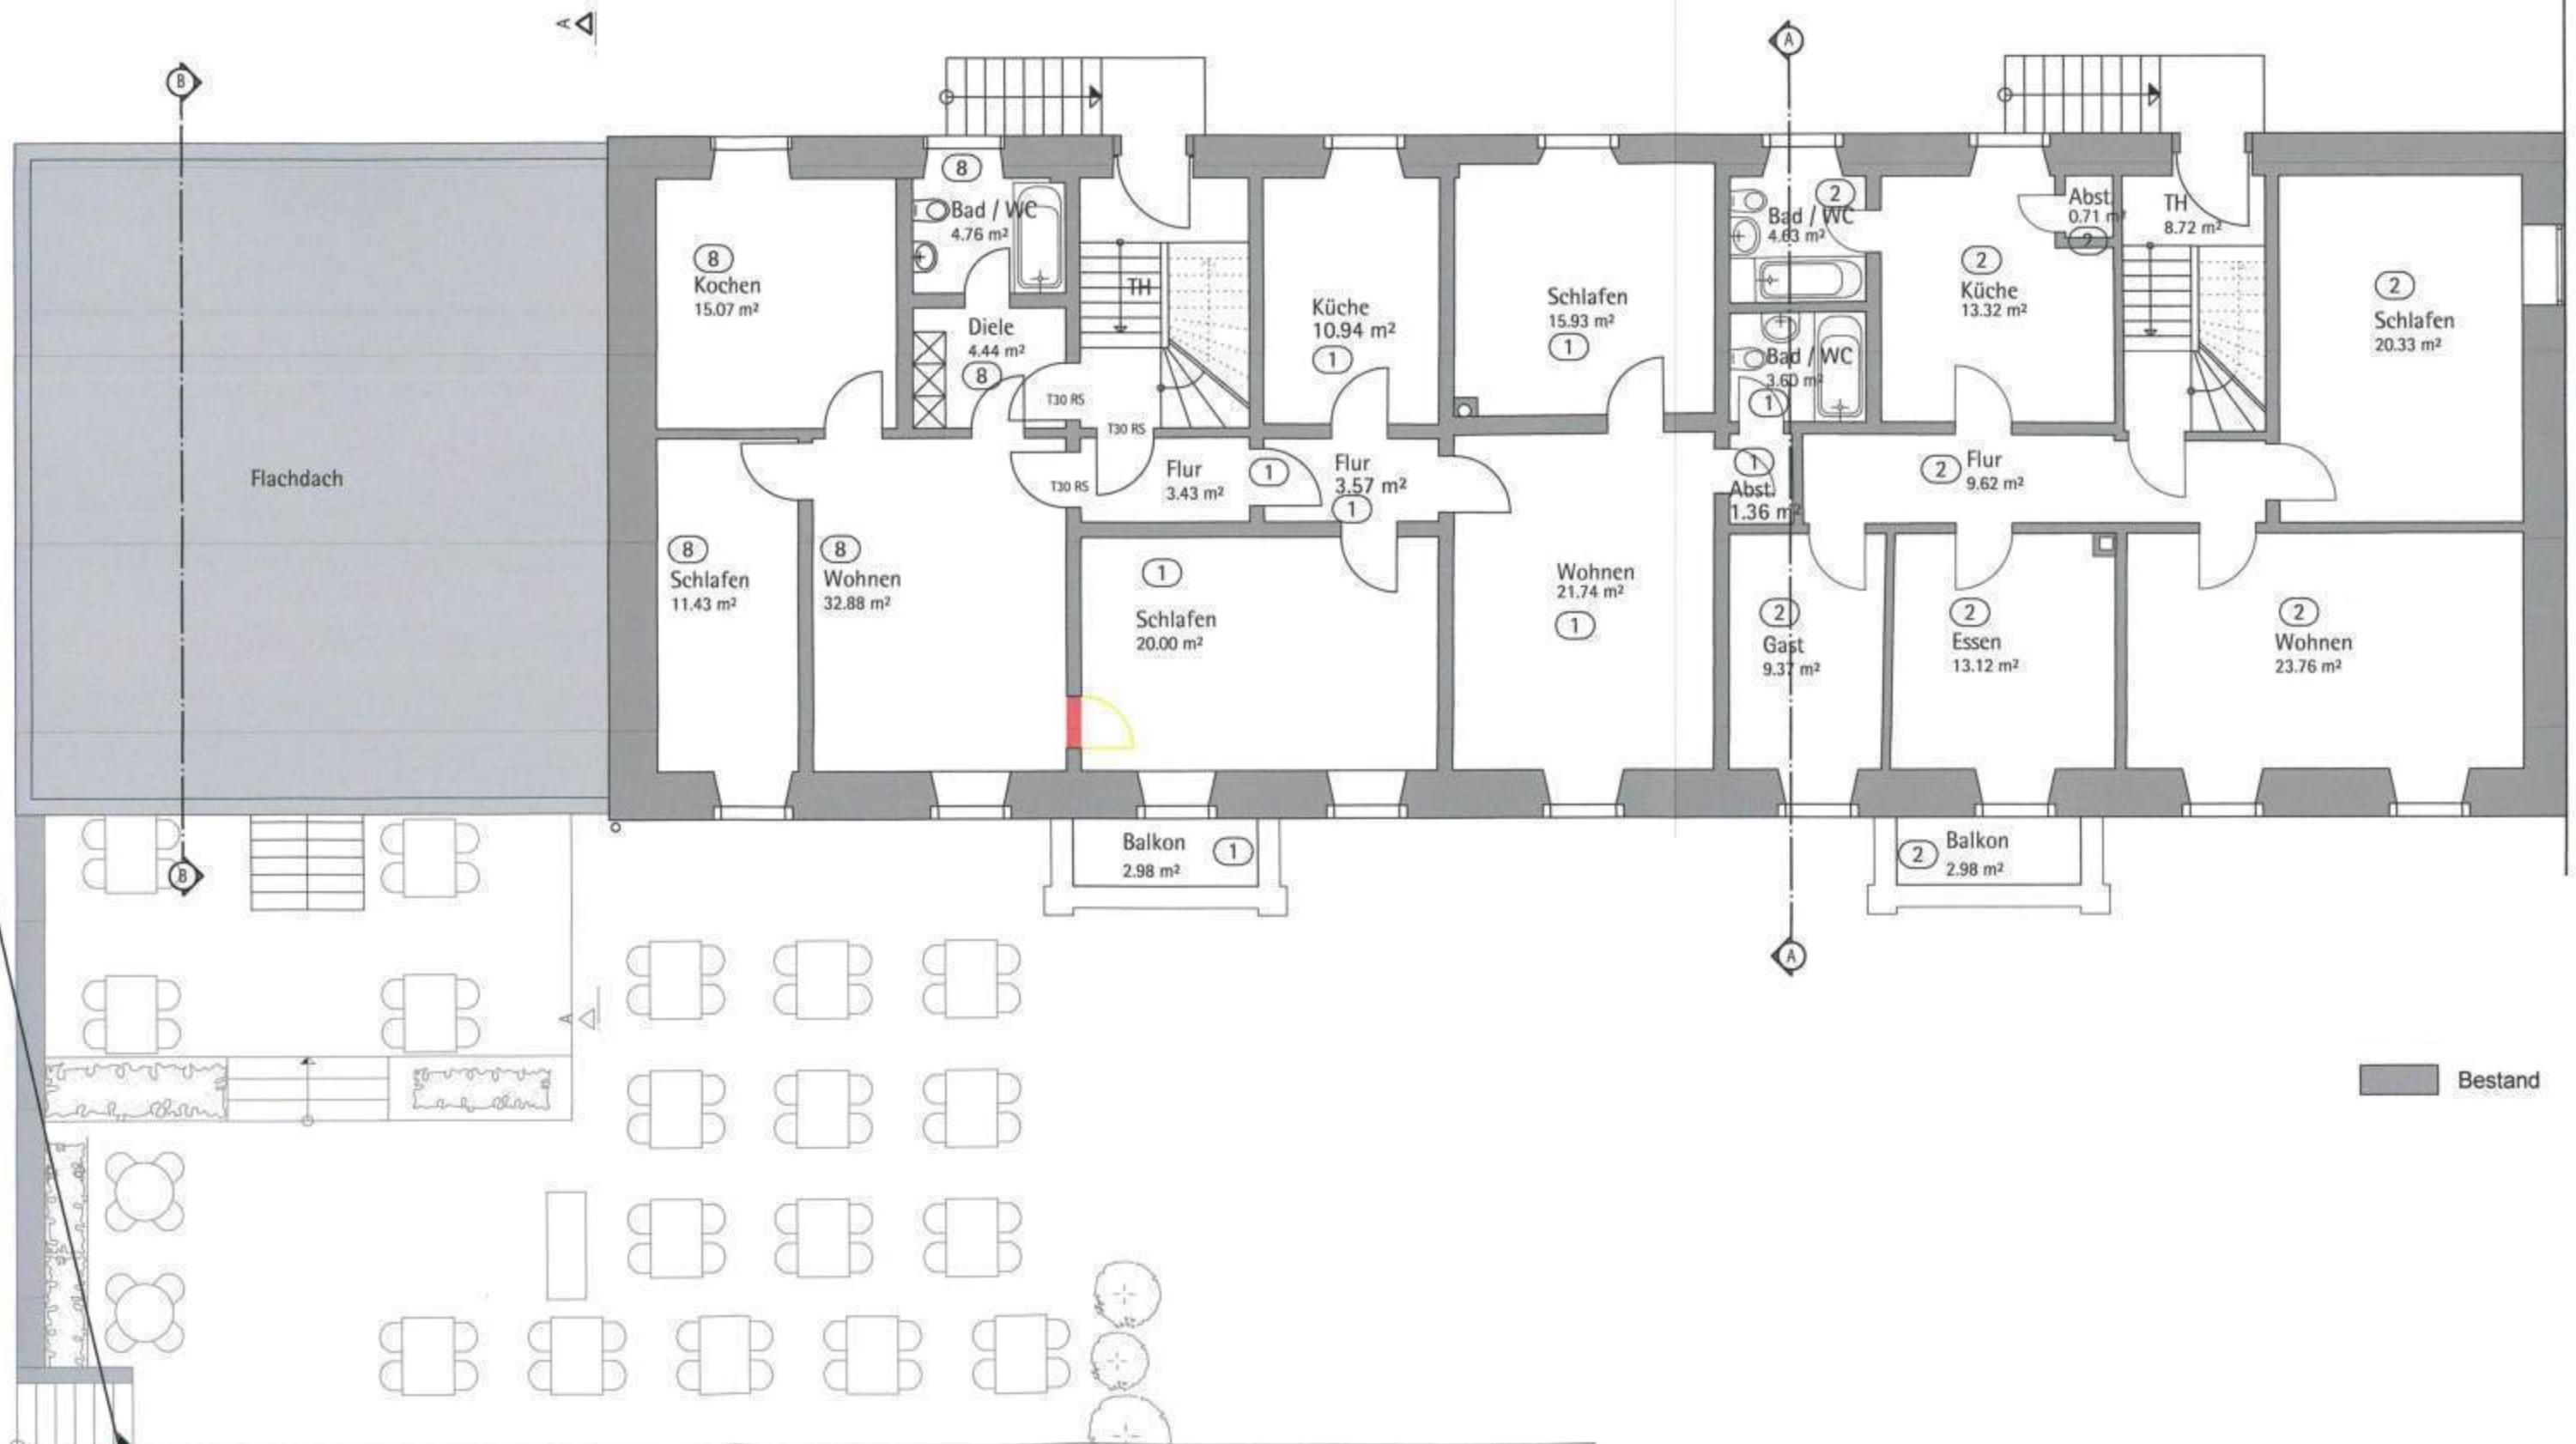 A
A
B
8
Bad / WC
4.76 m²
8
Kochen
15.07 m²
Diele
4.44 m²
8
TH
T30 RS
T30 RS
T30 RS
Küche
10.94 m²
1
Schlafen
15.93 m²
1
2
Bad / WC
4.63 m²
Bad / WC
3.60 m²
1
2
Küche
13.32 m²
Abst.
0.71 m²
2
TH
8.72 m²
2
Schlafen
20.33 m²
Flachdach
Flur
3.43 m²
1
Flur
3.57 m²
1
1
Abst.
1.36 m²
2
Flur
9.62 m²
8
Schlafen
11.43 m²
8
Wohnen
32.88 m²
1
Schlafen
20.00 m²
Wohnen
21.74 m²
1
2
Gast
9.37 m²
2
Essen
13.12 m²
2
Wohnen
23.76 m²
B
Balkon
2.98 m²
1
2
Balkon
2.98 m²
A
A
Bestand